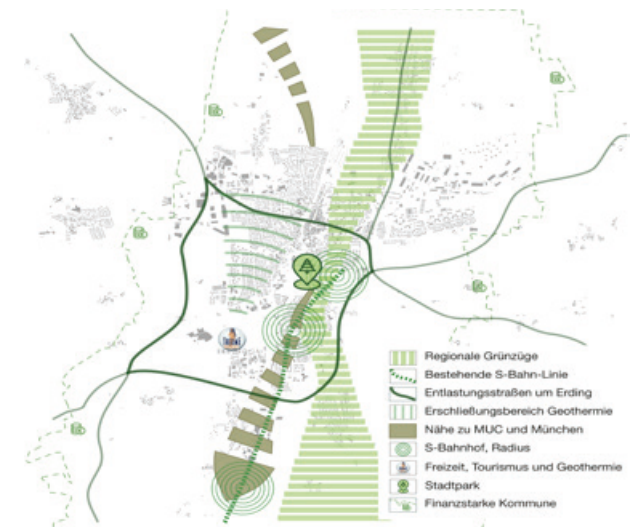 Regionale Grünzüge
Bestehende S-Bahn-Linie
Entlastungsstraßen um Erding
Erschließungsbereich Geothermie
Nähe zu MUC und München
S-Bahnhof, Radius
Freizeit, Tourismus und Geothermie
Stadtpark
Finanzstarke Kommune